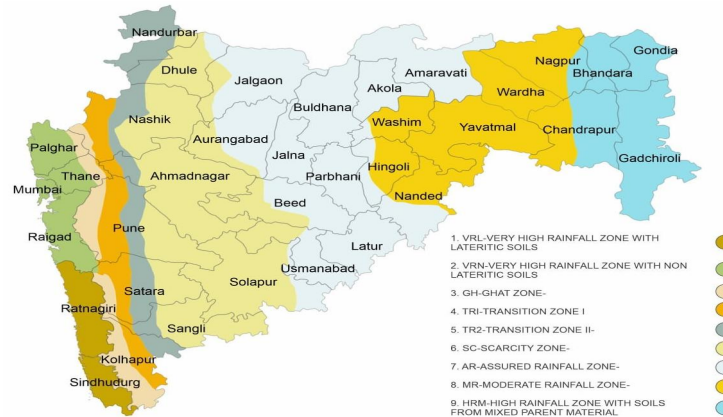 Nandurbar
Dhule
Jalgaon
Amaravati
Nagpur
Gondia
Bhandara
Akola
Buldhana
Wardha
Nashik
Washim
Yavatmal
Chandrapur
Aurangabad
Palghar
Jalna
Gadchiroli
Thane
Ahmadnagar
Parbhani
Hingoli
Mumbai
Nanded
Beed
Raigad
Pune
Latur
Usmanabad
Satara
Solapur
Ratnagiri
Sangli
Kolhapur
Sindhudurg
1. VRL-VERY HIGH RAINFALL ZONE WITH
LATERITIC SOILS
2. VRN-VERY HIGH RAINFALL ZONE WITH NON
LATERITIC SOILS
3. GH-GHAT ZONE-
4. TRI-TRANSITION ZONE I
5. TR2-TRANSITION ZONE II-
6. SC-SCARCITY ZONE-
7. AR-ASSURED RAINFALL ZONE-
8. MR-MODERATE RAINFALL ZONE-
9. HRM-HIGH RAINFALL ZONE WITH SOILS
FROM MIXED PARENT MATERIAL